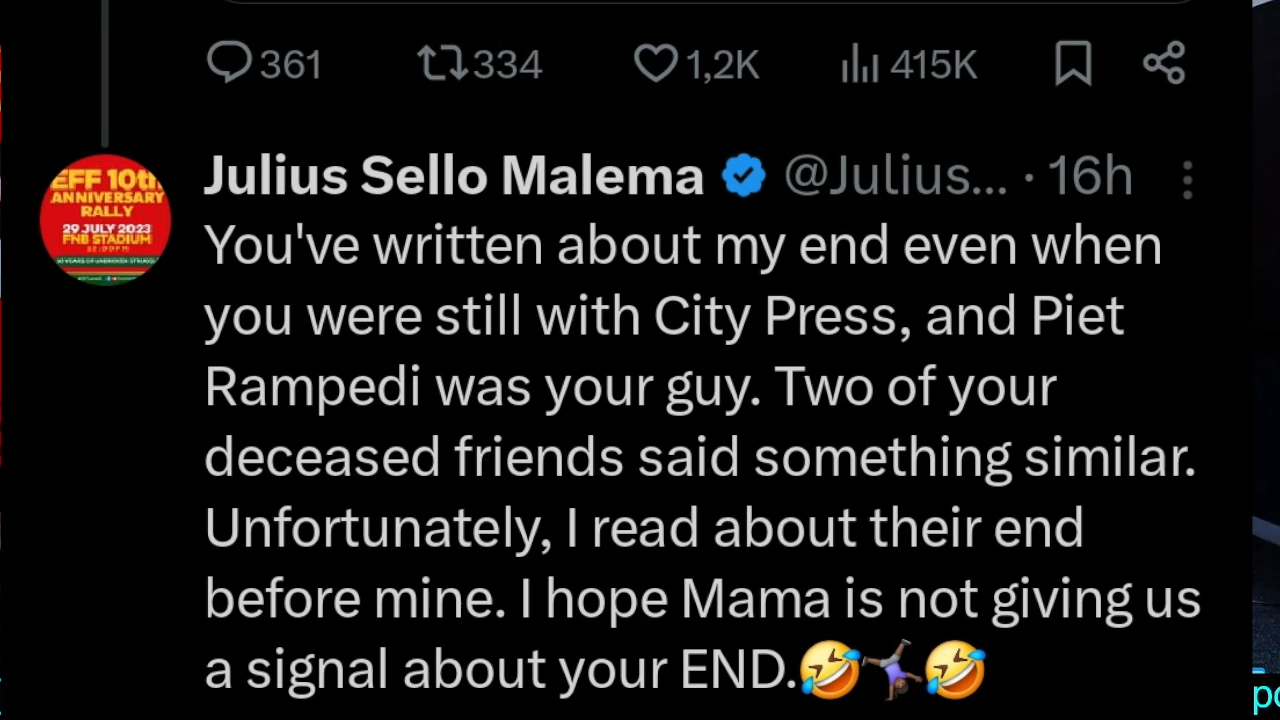 361 334 1,2K 415K
Julius Sello Malema @Julius... · 16h
EFF 10th
ANNIVERSARY
RALLY
29 JULY 2023
FNB STADIUM
You've written about my end even when
you were still with City Press, and Piet
Rampedi was your guy. Two of your
deceased friends said something similar.
Unfortunately, I read about their end
before mine. I hope Mama is not giving us
a signal about your END.🤣🤸🏾‍♀️🤣